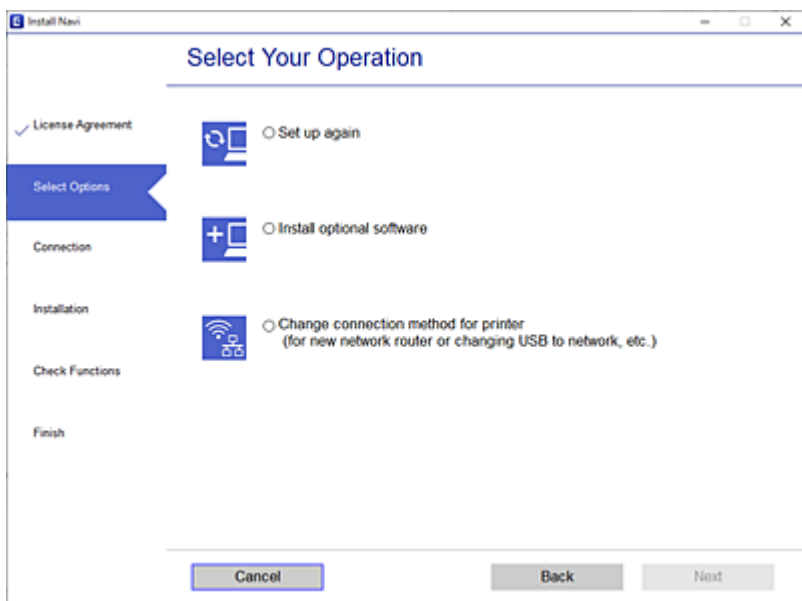 Install Navi
Select Your Operation
License Agreement
Select Options
Connection
Installation
Check Functions
Finish
Set up again
Install optional software
Change connection method for printer
(for new network router or changing USB to network, etc.)
Cancel
Back
Next